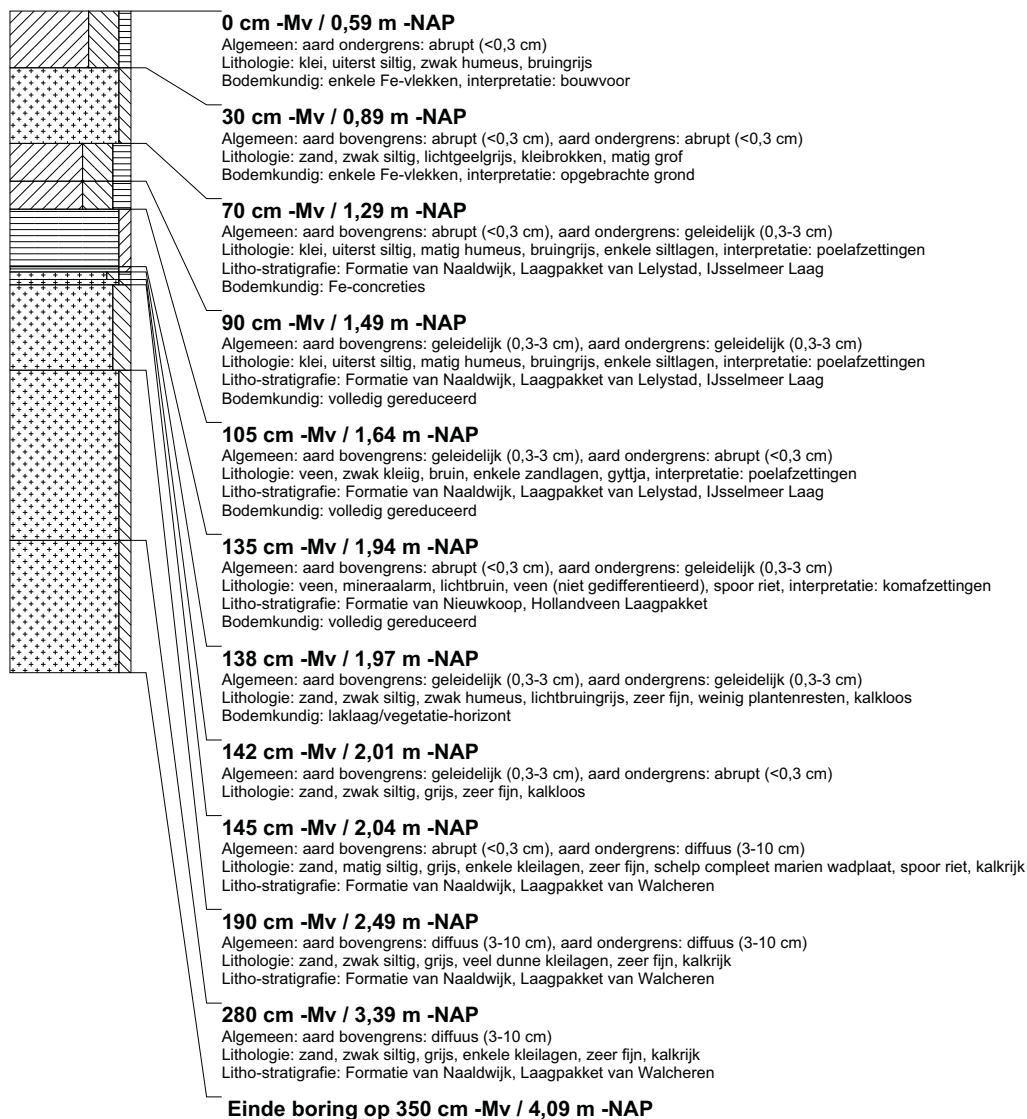 0 cm -Mv / 0,59 m -NAP
Algemeen: aard ondergrens: abrupt (<0,3 cm)
Lithologie: klei, uiterst siltig, zwak humeus, bruingrijs
Bodemkundig: enkele Fe-vlekken, interpretatie: bouwvoor
30 cm -Mv / 0,89 m -NAP
Algemeen: aard bovengrens: abrupt (<0,3 cm), aard ondergrens: abrupt (<0,3 cm)
Lithologie: zand, zwak siltig, lichtgeelgrijs, kleibrokken, matig grof
Bodemkundig: enkele Fe-vlekken, interpretatie: opgebrachte grond
70 cm -Mv / 1,29 m -NAP
Algemeen: aard bovengrens: abrupt (<0,3 cm), aard ondergrens: geleidelijk (0,3-3 cm)
Lithologie: klei, uiterst siltig, matig humeus, bruingrijs, enkele siltlagen, interpretatie: poelafzettingen
Litho-stratigrafie: Formatie van Naaldwijk, Laagpakket van Lelystad, IJsselmeer Laag
Bodemkundig: Fe-concreties
90 cm -Mv / 1,49 m -NAP
Algemeen: aard bovengrens: geleidelijk (0,3-3 cm), aard ondergrens: geleidelijk (0,3-3 cm)
Lithologie: klei, uiterst siltig, matig humeus, bruingrijs, enkele siltlagen, interpretatie: poelafzettingen
Litho-stratigrafie: Formatie van Naaldwijk, Laagpakket van Lelystad, IJsselmeer Laag
Bodemkundig: volledig gereduceerd
105 cm -Mv / 1,64 m -NAP
Algemeen: aard bovengrens: geleidelijk (0,3-3 cm), aard ondergrens: abrupt (<0,3 cm)
Lithologie: veen, zwak kleiig, bruin, enkele zandlagen, gyttja, interpretatie: poelafzettingen
Litho-stratigrafie: Formatie van Naaldwijk, Laagpakket van Lelystad, IJsselmeer Laag
Bodemkundig: volledig gereduceerd
135 cm -Mv / 1,94 m -NAP
Algemeen: aard bovengrens: abrupt (<0,3 cm), aard ondergrens: geleidelijk (0,3-3 cm)
Lithologie: veen, mineraalarm, lichtbruin, veen (niet gedifferentieerd), spoor riet, interpretatie: komafzettingen
Litho-stratigrafie: Formatie van Nieuwkoop, Hollandveen Laagpakket
Bodemkundig: volledig gereduceerd
138 cm -Mv / 1,97 m -NAP
Algemeen: aard bovengrens: geleidelijk (0,3-3 cm), aard ondergrens: geleidelijk (0,3-3 cm)
Lithologie: zand, zwak siltig, zwak humeus, lichtbruingrijs, zeer fijn, weinig plantenresten, kalkloos
Bodemkundig: laklaag/vegetatie-horizont
142 cm -Mv / 2,01 m -NAP
Algemeen: aard bovengrens: geleidelijk (0,3-3 cm), aard ondergrens: abrupt (<0,3 cm)
Lithologie: zand, zwak siltig, grijs, zeer fijn, kalkloos
145 cm -Mv / 2,04 m -NAP
Algemeen: aard bovengrens: abrupt (<0,3 cm), aard ondergrens: diffuus (3-10 cm)
Lithologie: zand, matig siltig, grijs, enkele kleilagen, zeer fijn, schelp compleet marien wadplaat, spoor riet, kalkrijk
Litho-stratigrafie: Formatie van Naaldwijk, Laagpakket van Walcheren
190 cm -Mv / 2,49 m -NAP
Algemeen: aard bovengrens: diffuus (3-10 cm), aard ondergrens: diffuus (3-10 cm)
Lithologie: zand, zwak siltig, grijs, veel dunne kleilagen, zeer fijn, kalkrijk
Litho-stratigrafie: Formatie van Naaldwijk, Laagpakket van Walcheren
280 cm -Mv / 3,39 m -NAP
Algemeen: aard bovengrens: diffuus (3-10 cm)
Lithologie: zand, zwak siltig, grijs, enkele kleilagen, zeer fijn, kalkrijk
Litho-stratigrafie: Formatie van Naaldwijk, Laagpakket van Walcheren
Einde boring op 350 cm -Mv / 4,09 m -NAP